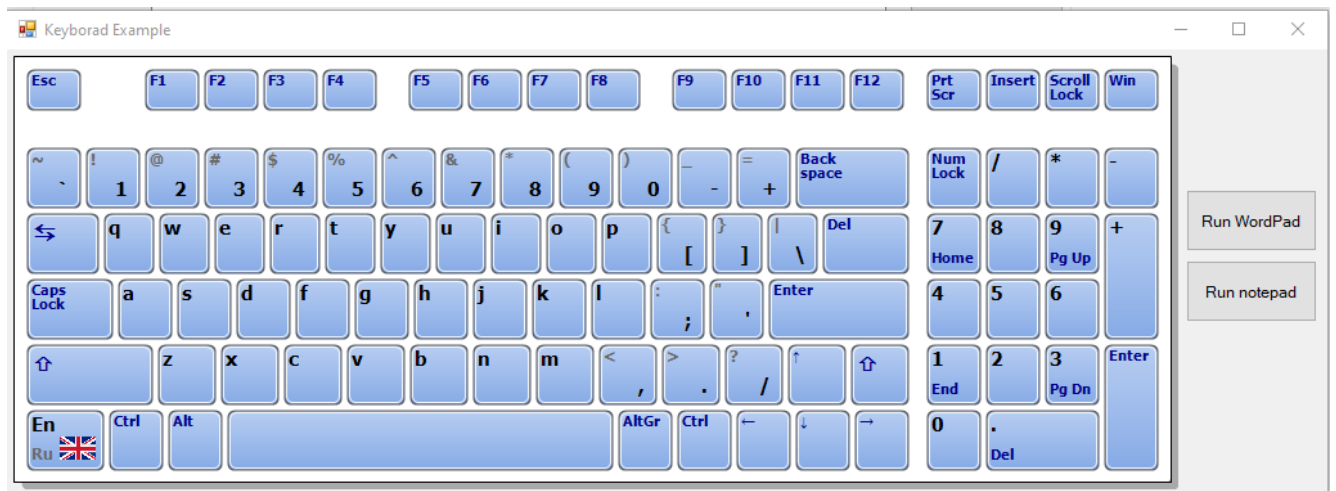 Keyborad Example
Esc F1 F2 F3 F4 F5 F6 F7 F8 F9 F10 F11 F12 Prt Scr Insert Scroll Lock Win
~ ` ! 1 @ 2 # 3 $ 4 % 5 ^ 6 & 7 * 8 ( 9 ) 0 _ - = + Back space Num Lock / * -
⇆ q w e r t y u i o p { [ } ] | \ Del 7 Home 8 9 Pg Up +
Run WordPad
Caps Lock a s d f g h j k l : ; " ' Enter 4 5 6
Run notepad
⇧ z x c v b n m < , > . ? / ↑ ⇧ 1 End 2 3 Pg Dn Enter
En Ru Ctrl Alt AltGr Ctrl ← ↓ → 0 . Del